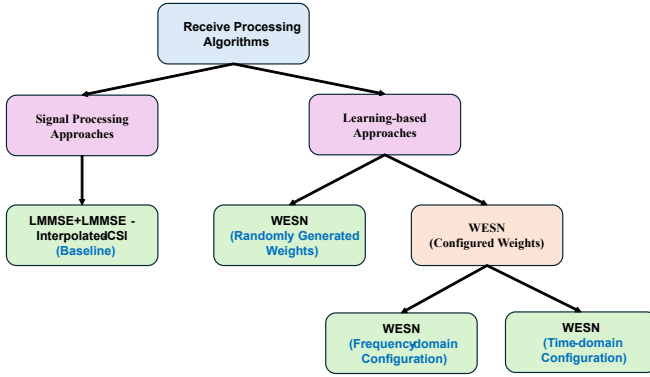 Receive Processing
Algorithms
Signal Processing
Approaches
Learning-based
Approaches
LMMSE+LMMSE -
InterpolatedCSI
(Baseline)
WESN
(Randomly Generated
Weights)
WESN
(Configured Weights)
WESN
(Frequencydomain
Configuration)
WESN
(Time-domain
Configuration)